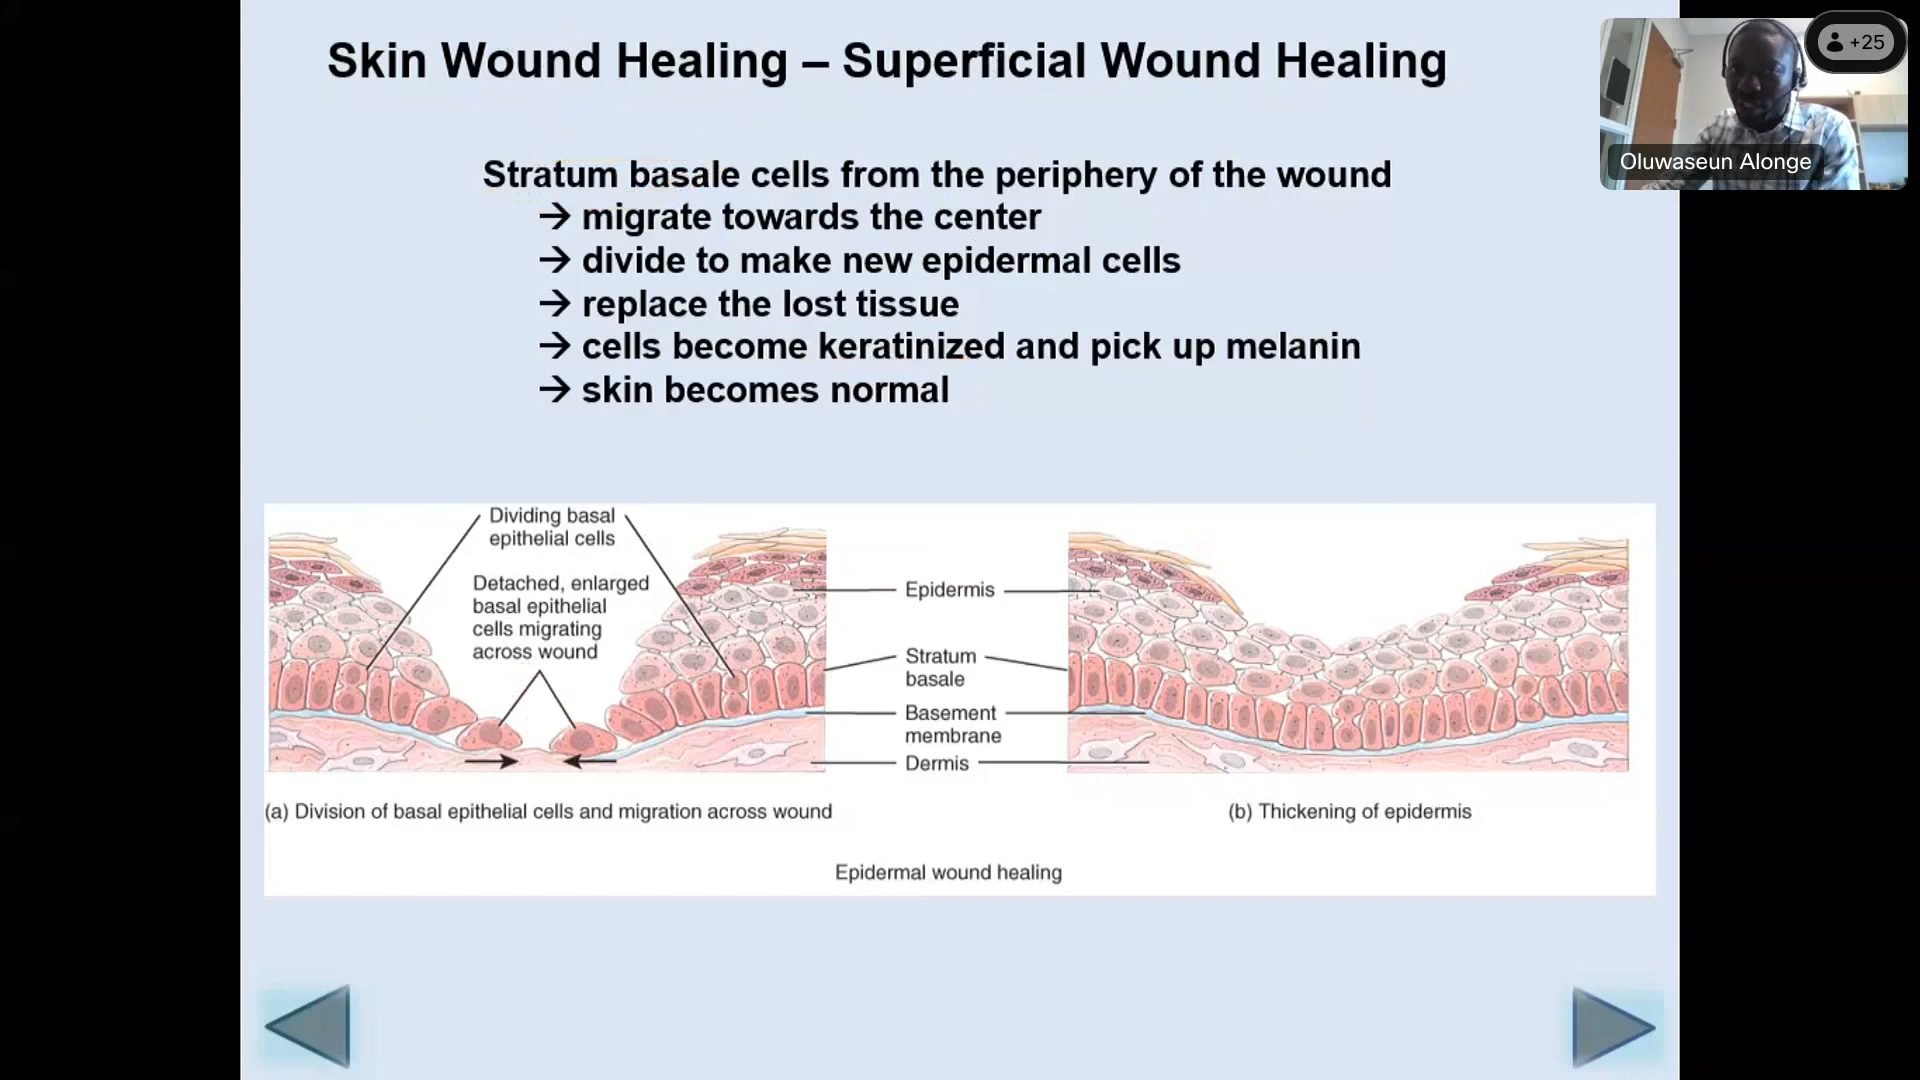 Skin Wound Healing – Superficial Wound Healing
+25
Oluwaseun Alonge
Stratum basale cells from the periphery of the wound
→ migrate towards the center
→ divide to make new epidermal cells
→ replace the lost tissue
→ cells become keratinized and pick up melanin
→ skin becomes normal
Dividing basal
epithelial cells
Detached, enlarged
basal epithelial
cells migrating
across wound
Epidermis
Stratum
basale
Basement
membrane
Dermis
(a) Division of basal epithelial cells and migration across wound
(b) Thickening of epidermis
Epidermal wound healing